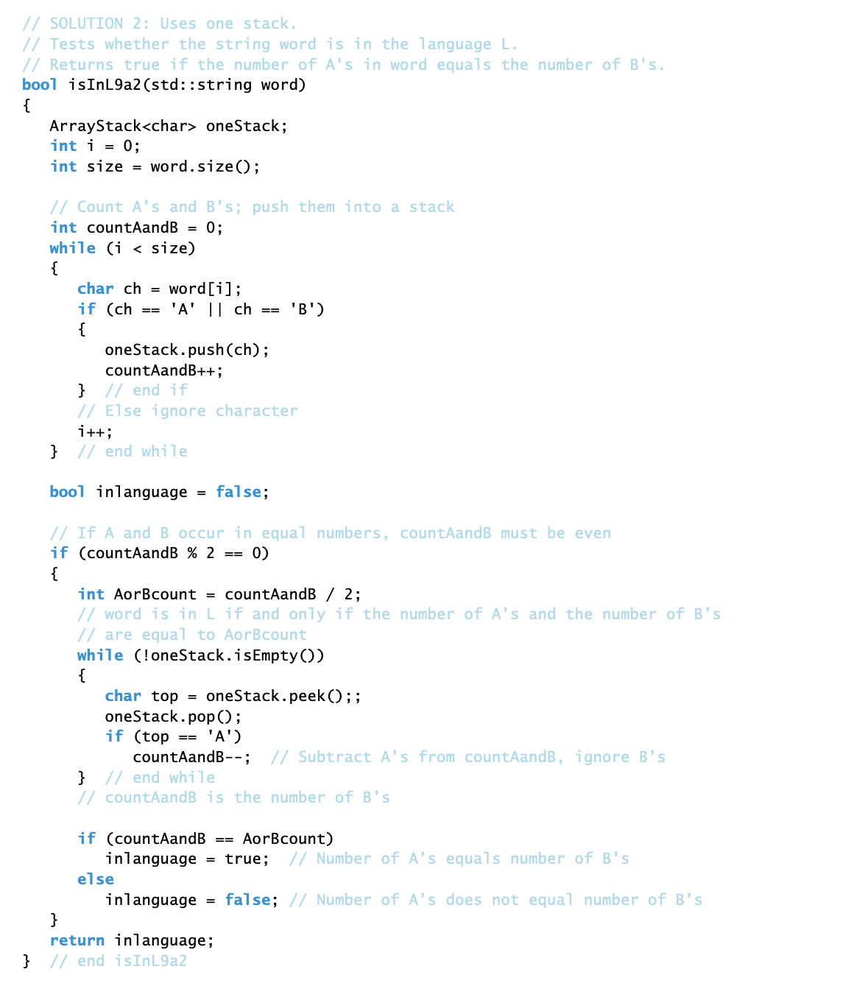 // SOLUTION 2: Uses one stack.
// Tests whether the string word is in the language L.
// Returns true if the number of A's in word equals the number of B's.
bool isInL9a2(std::string word)
{
   ArrayStack<char> oneStack;
   int i = 0;
   int size = word.size();

   // Count A’s and B’s; push them into a stack
   int countAandB = 0;
   while (i < size)
   {
      char ch = word[i];
      if (ch == 'A' || ch == 'B')
      {
         oneStack.push(ch);
         countAandB++;
      }  // end if
      // Else ignore character
      i++;
   }  // end while

   bool inlanguage = false;

   // If A and B occur in equal numbers, countAandB must be even
   if (countAandB % 2 == 0)
   {
      int AorBcount = countAandB / 2;
      // word is in L if and only if the number of A’s and the number of B’s
      // are equal to AorBcount
      while (!oneStack.isEmpty())
      {
         char top = oneStack.peek();;
         oneStack.pop();
         if (top == 'A')
            countAandB--;  // Subtract A’s from countAandB, ignore B’s
      }  // end while
      // countAandB is the number of B’s

      if (countAandB == AorBcount)
         inlanguage = true;  // Number of A’s equals number of B’s
      else
         inlanguage = false; // Number of A’s does not equal number of B’s
   }
   return inlanguage;
}  // end isInL9a2